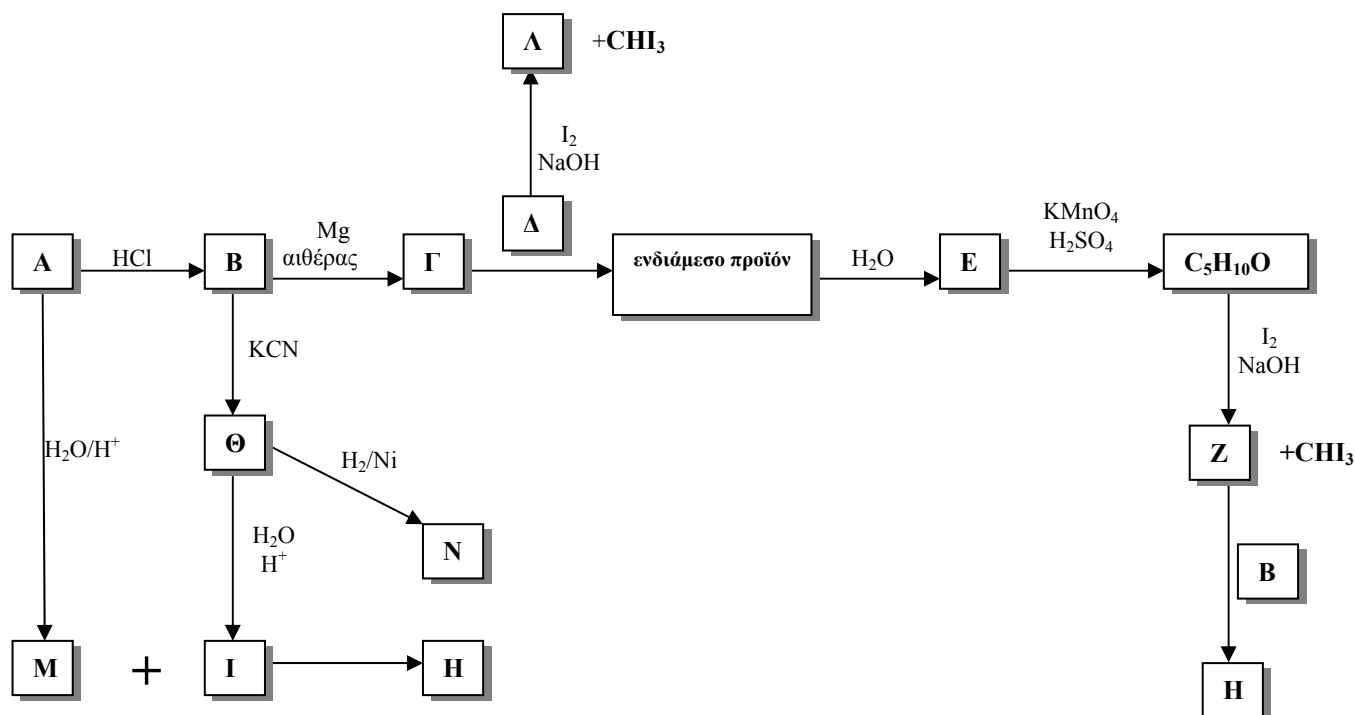 Λ +CHI₃
I₂
NaOH
Δ
A
HCl
B
Mg
αιθέρας
Γ
ενδιάμεσο προϊόν
H₂O
E
KMnO₄
H₂SO₄
C₅H₁₀O
KCN
I₂
NaOH
H₂O/H⁺
Θ
H₂/Ni
Z +CHI₃
H₂O
H⁺
N
B
M + I
H
H